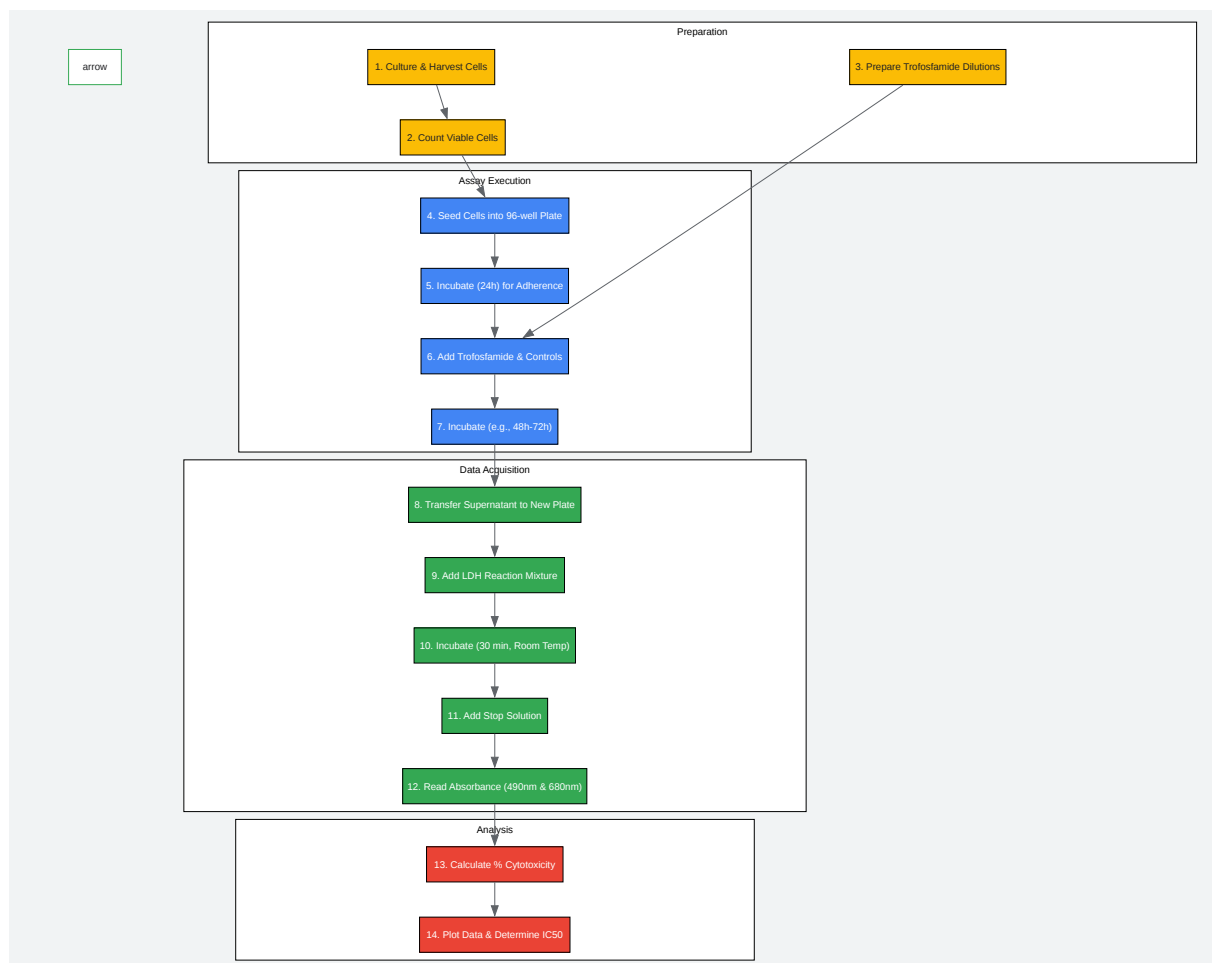 Preparation
arrow
1. Culture & Harvest Cells
3. Prepare Trofosfamide Dilutions
2. Count Viable Cells
Assay Execution
4. Seed Cells into 96-well Plate
5. Incubate (24h) for Adherence
6. Add Trofosfamide & Controls
7. Incubate (e.g., 48h-72h)
Data Acquisition
8. Transfer Supernatant to New Plate
9. Add LDH Reaction Mixture
10. Incubate (30 min, Room Temp)
11. Add Stop Solution
12. Read Absorbance (490nm & 680nm)
Analysis
13. Calculate % Cytotoxicity
14. Plot Data & Determine IC50